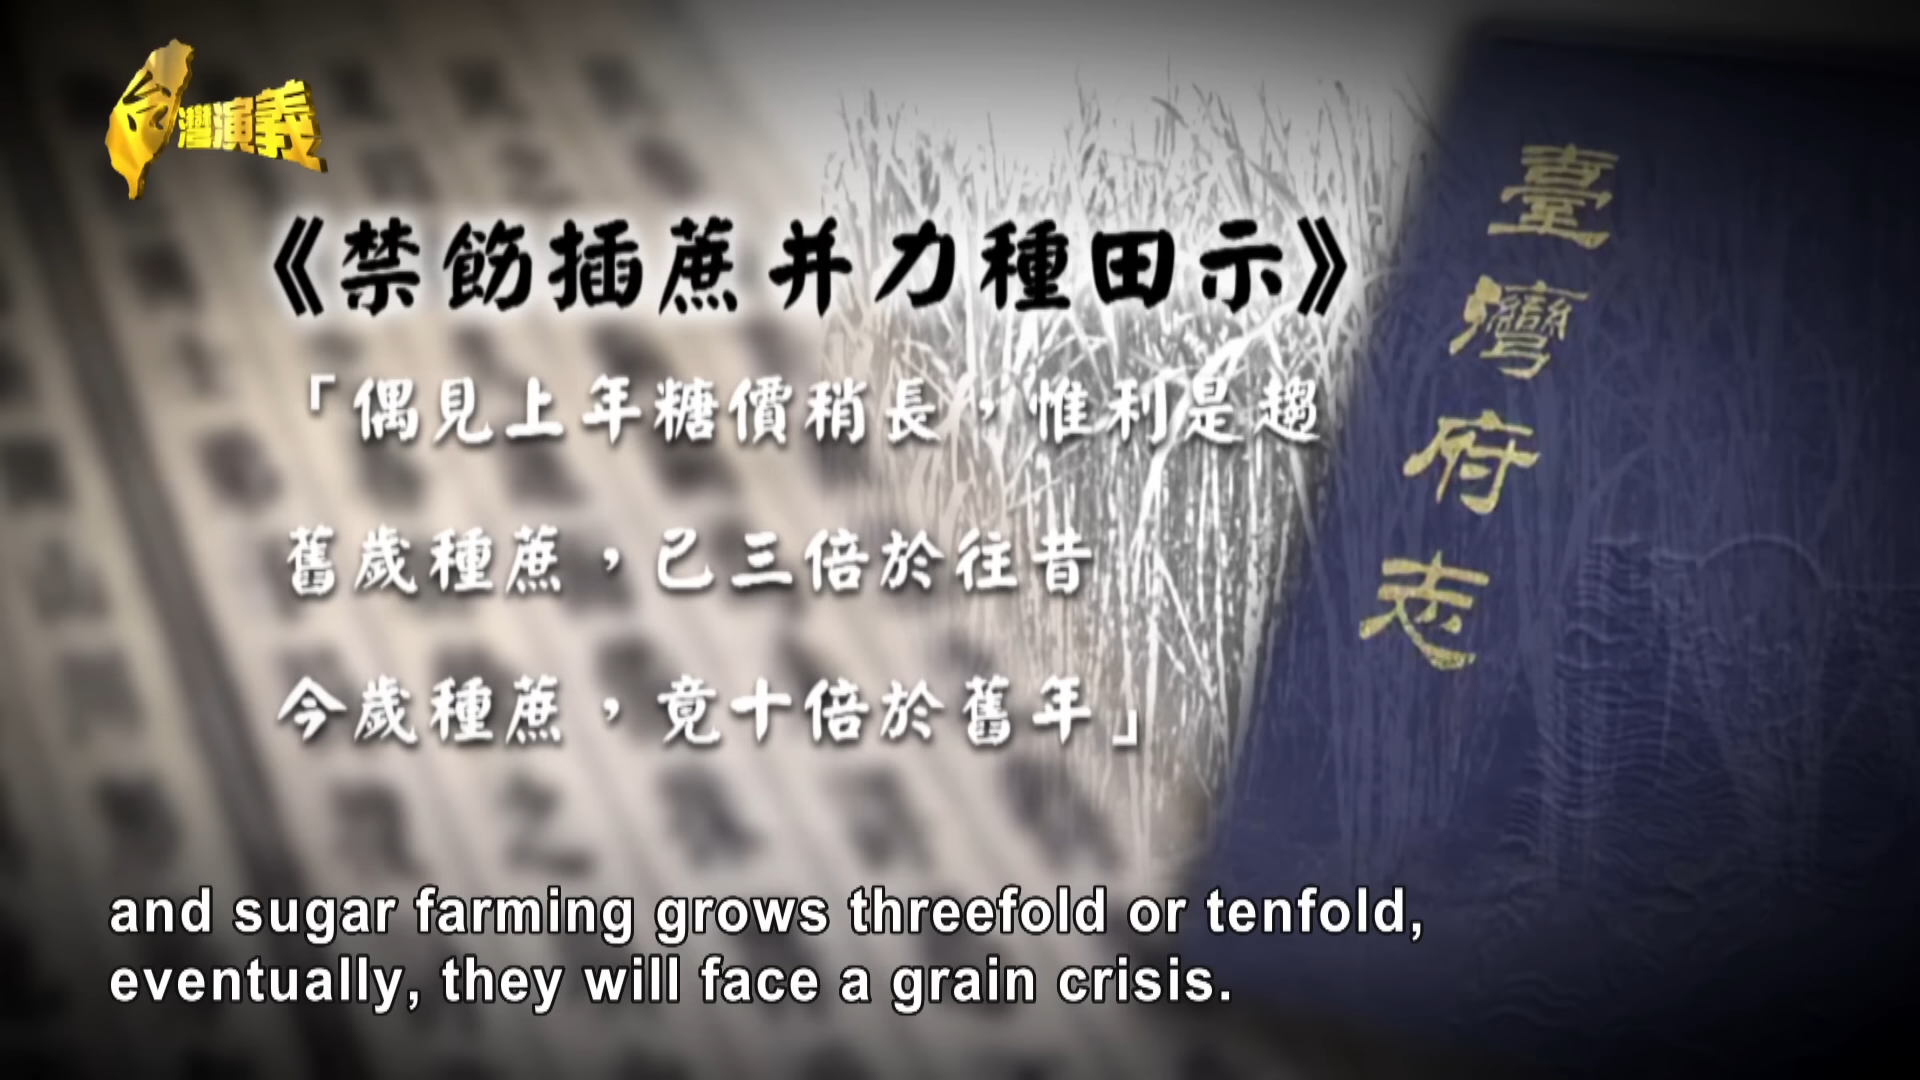 台灣演義
《禁飭插蔗并力種田示》
「偶見上年糖價稍長，惟利是趨
舊歲種蔗，已三倍於往昔
今歲種蔗，竟十倍於舊年」
臺灣府志
and sugar farming grows threefold or tenfold,
eventually, they will face a grain crisis.